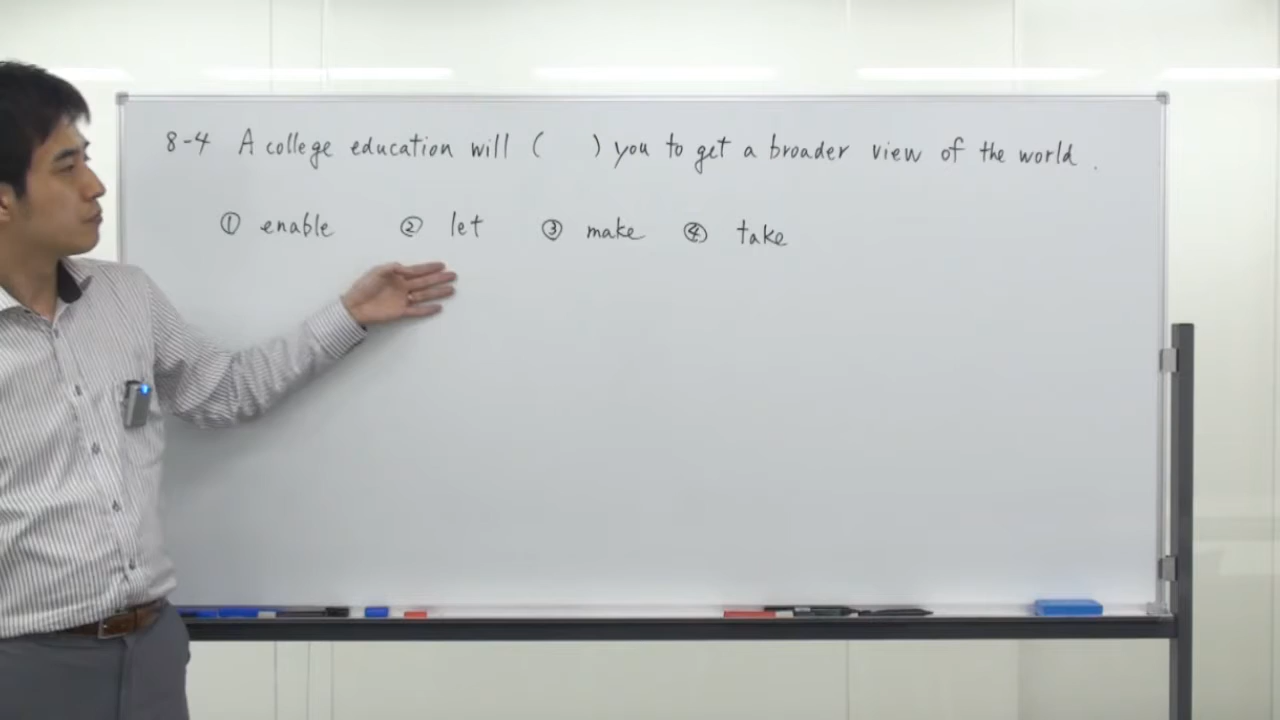 8-4 A college education will ( ) you to get a broader view of the world .
① enable ② let ③ make ④ take